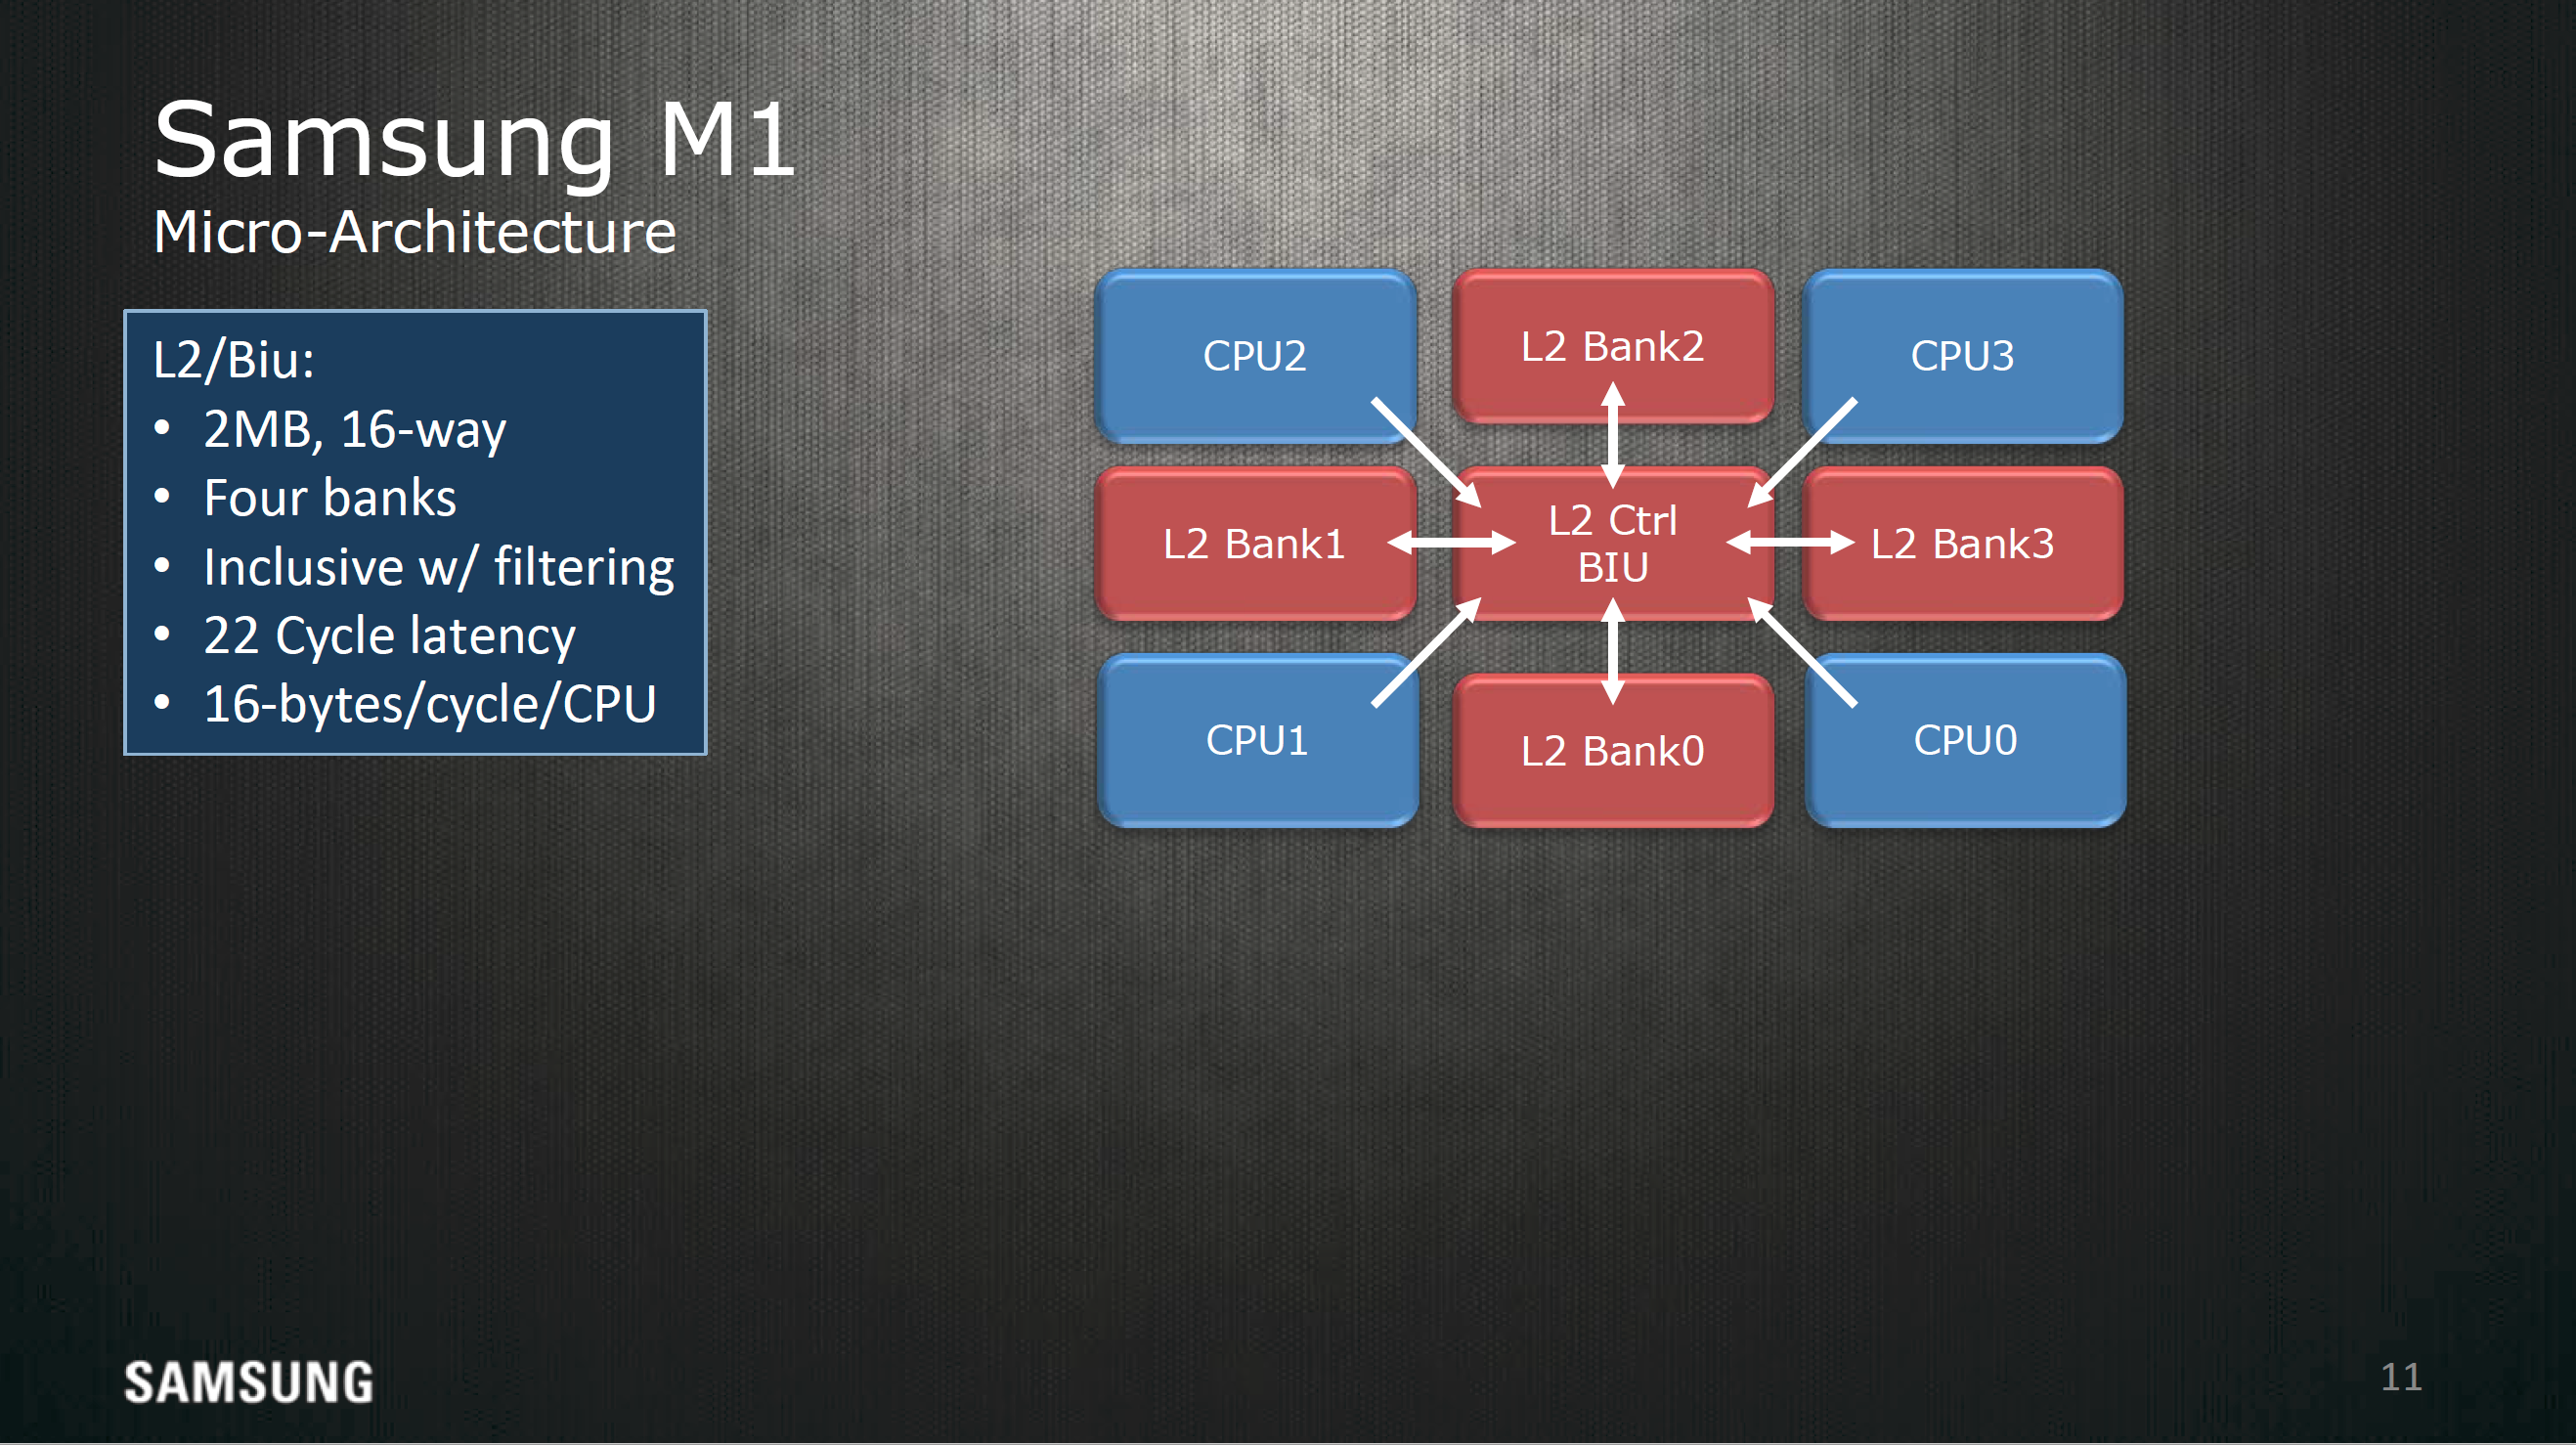 Samsung M1
Micro-Architecture
L2/Biu:
• 2MB, 16-way
• Four banks
• Inclusive w/ filtering
• 22 Cycle latency
• 16-bytes/cycle/CPU
CPU2
L2 Bank2
CPU3
L2 Bank1
L2 Ctrl
BIU
L2 Bank3
CPU1
L2 Bank0
CPU0
SAMSUNG
11